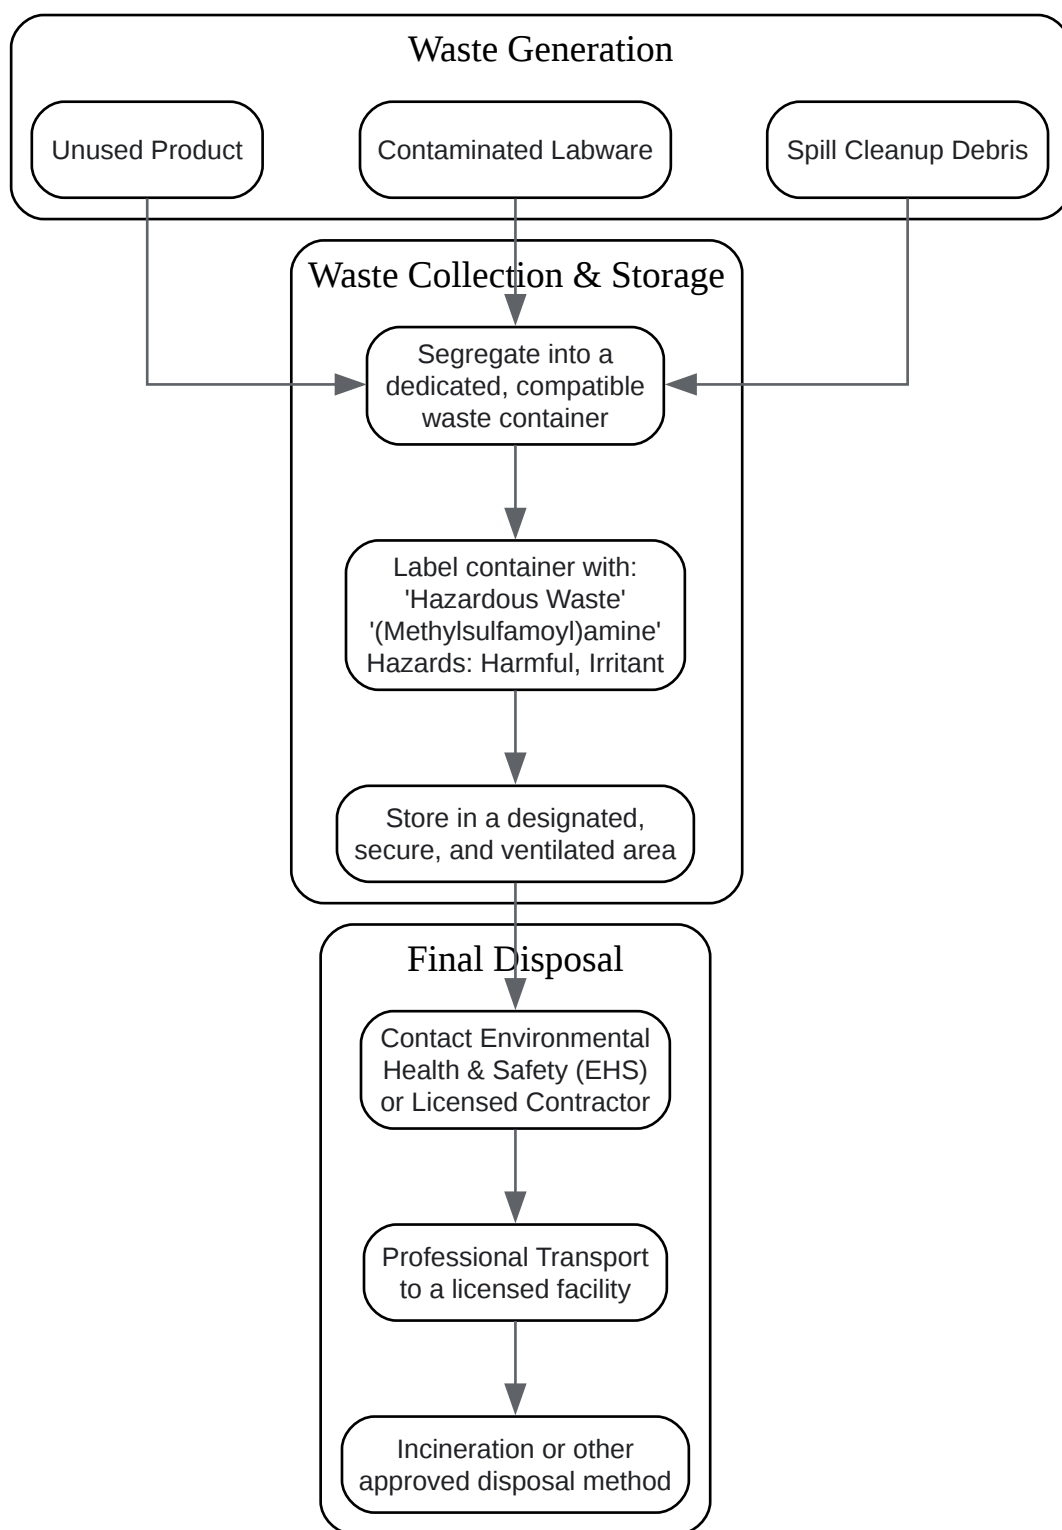 Waste Generation
Unused Product
Contaminated Labware
Spill Cleanup Debris
Waste Collection & Storage
Segregate into a
dedicated, compatible
waste container
Label container with:
'Hazardous Waste'
'(Methylsulfamoyl)amine'
Hazards: Harmful, Irritant
Store in a designated,
secure, and ventilated area
Final Disposal
Contact Environmental
Health & Safety (EHS)
or Licensed Contractor
Professional Transport
to a licensed facility
Incineration or other
approved disposal method